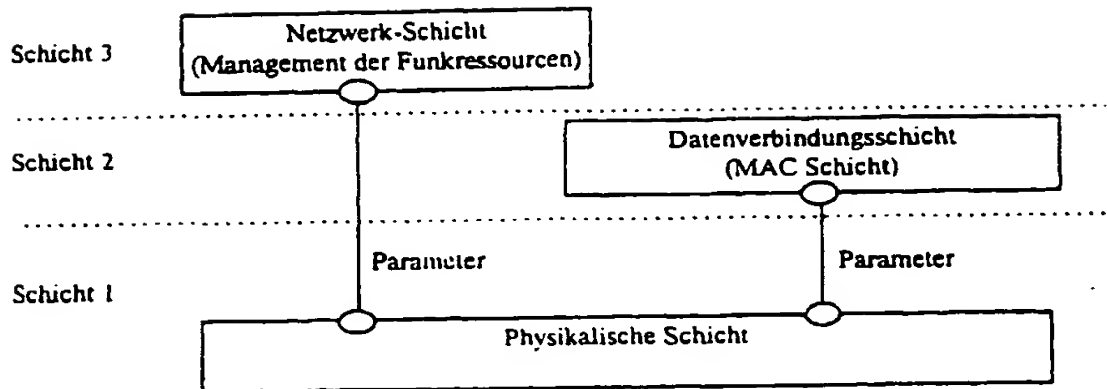 Schicht 3
Netzwerk-Schicht
(Management der Funkressourcen)
Schicht 2
Datenverbindungsschicht
(MAC Schicht)
Parameter
Parameter
Schicht 1
Physikalische Schicht